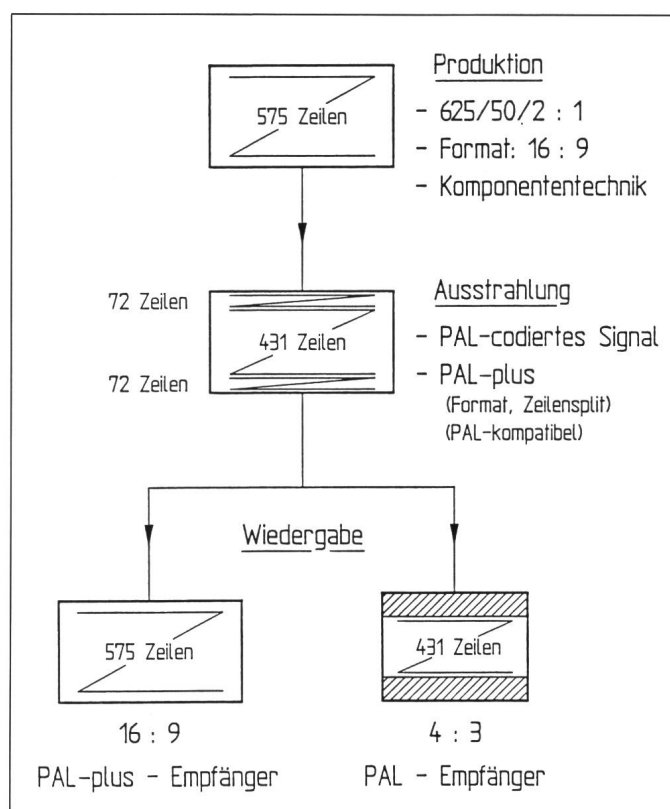 Produktion
575 Zeilen
- 625/50/2 : 1
- Format: 16 : 9
- Komponententechnik
72 Zeilen
Ausstrahlung
431 Zeilen
- PAL-codiertes Signal
72 Zeilen
- PAL-plus
(Format, Zeilensplit)
(PAL-kompatibel)
Wiedergabe
575 Zeilen
431 Zeilen
16 : 9
4 : 3
PAL-plus - Empfänger
PAL - Empfänger